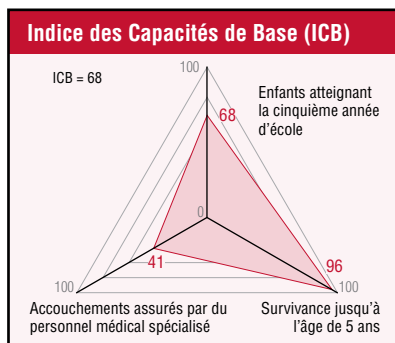 Indice des Capacités de Base (ICB)
100
ICB = 68
Enfants atteignant
la cinquième année
d'école
68
0
41
96
100
100
Accouchements assurés par du
personnel médical spécialisé
Survivance jusqu'à
l'âge de 5 ans